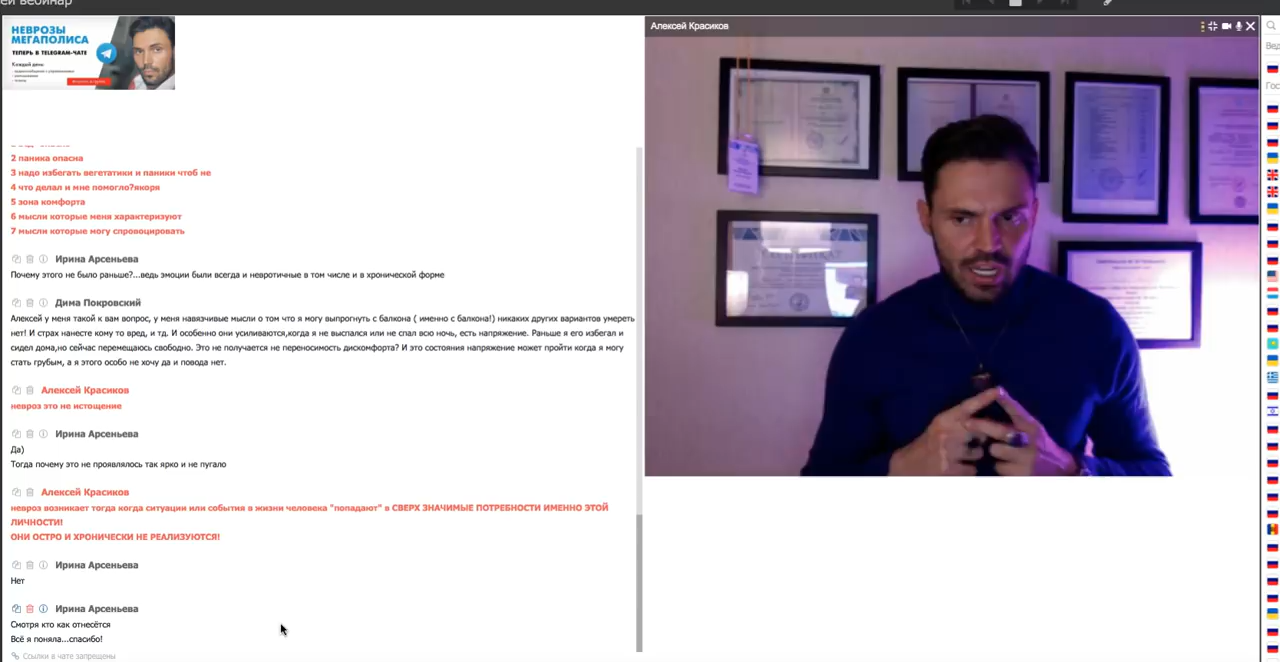 ей вебинар
НЕВРОЗЫ
МЕГАПОЛИСА
ТЕПЕРЬ В TELEGRAM-ЧАТЕ
Каждый день:
2 паника опасна
3 надо избегать вегетатики и паники чтоб не
4 что делал и мне помогло?якоря
5 зона комфорта
6 мысли которые меня характеризуют
7 мысли которые могу спровоцировать
Ирина Арсеньева
Почему этого не было раньше?...ведь эмоции были всегда и невротичные в том числе и в хронической форме
Дима Покровский
Алексей у меня такой к вам вопрос, у меня навязчивые мысли о том что я могу выпрогнуть с балкона ( именно с балкона!) никаких других вариантов умереть
нет! И страх нанесте кому то вред, и тд. И особенно они усиливаются,когда я не выспался или не спал всю ночь, есть напряжение. Раньше я его избегал и
сидел дома,но сейчас перемещаюсь свободно. Это не получается не переносимость дискомфорта? И это состояния напряжение может пройти когда я могу
стать грубым, а я этого особо не хочу да и повода нет.
Алексей Красиков
невроз это не истощение
Ирина Арсеньева
Да)
Тогда почему это не проявлялось так ярко и не пугало
Алексей Красиков
невроз возникает тогда когда ситуации или события в жизни человека "попадают" в СВЕРХ ЗНАЧИМЫЕ ПОТРЕБНОСТИ ИМЕННО ЭТОЙ
ЛИЧНОСТИ!
ОНИ ОСТРО И ХРОНИЧЕСКИ НЕ РЕАЛИЗУЮТСЯ!
Ирина Арсеньева
Нет
Ирина Арсеньева
Смотря кто как отнесётся
Всё я поняла...спасибо!
Ссылки в чате запрещены
Алексей Красиков
Вед
Гос